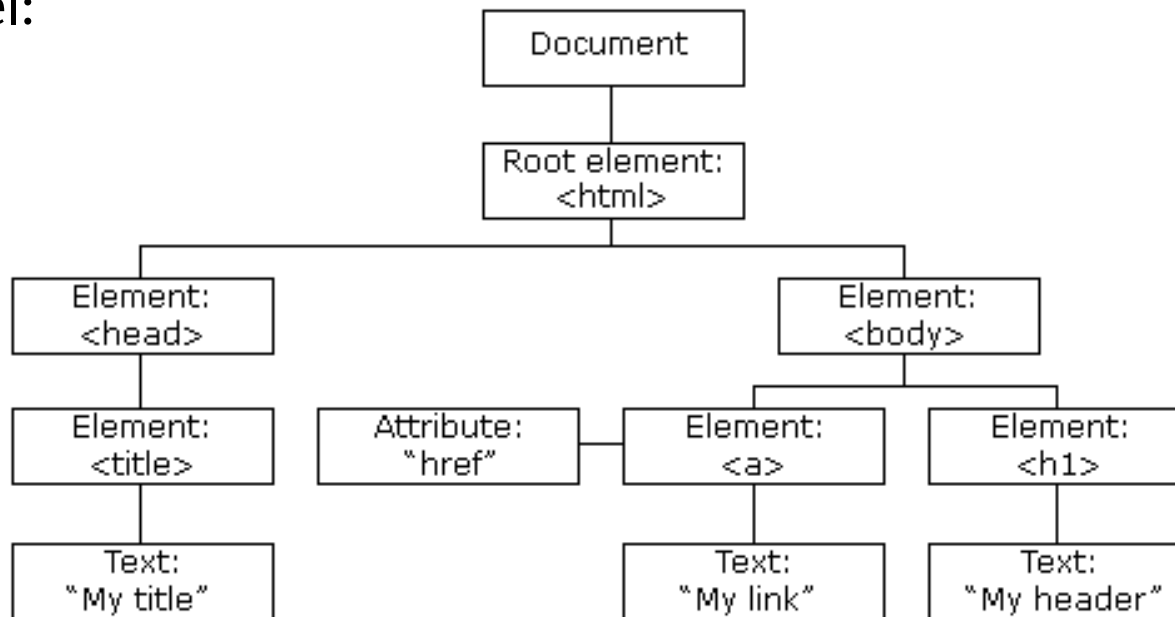 el:
Document
Root element:
<html>
Element:
<head>
Element:
<body>
Element:
<title>
Attribute:
“href”
Element:
<a>
Element:
<h1>
Text:
“My title”
Text:
“My link”
Text:
“My header”